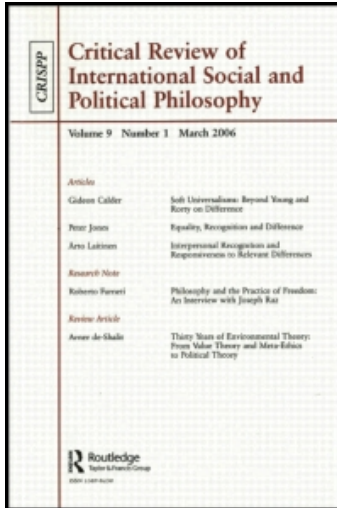 CRISPP
Critical Review of
International Social and
Political Philosophy
Volume 9 Number 1 March 2006
Articles
Gideon Calder Soft Universalisms: Beyond Young and
Rorty on Difference
Peter Jones Equality, Recognition and Difference
Arto Laitinen Interpersonal Recognition and
Responsiveness to Relevant Differences
Research Note
Roberto Farneti Philosophy and the Practice of Freedom:
An Interview with Joseph Raz
Review Article
Avner de-Shalit Thirty Years of Environmental Theory:
From Value Theory and Meta-Ethics
to Political Theory
Routledge
Taylor & Francis Group